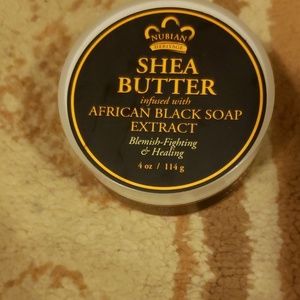 NUBIAN
HERITAGE
SHEA
BUTTER
infused with
AFRICAN BLACK SOAP
EXTRACT
Blemish-Fighting
& Healing
4 oz / 114 g